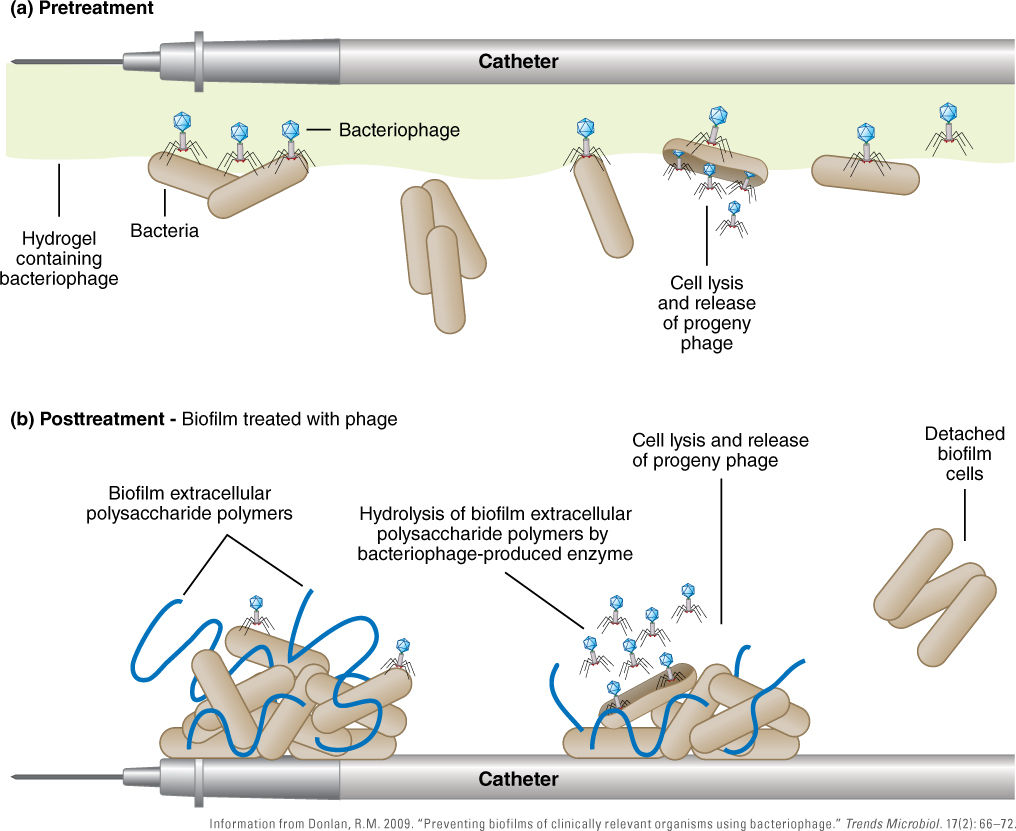 (a) Pretreatment
Catheter
Bacteriophage
Bacteria
Hydrogel
containing
bacteriophage
Cell lysis
and release
of progeny
phage
(b) Posttreatment - Biofilm treated with phage
Cell lysis and release
of progeny phage
Detached
biofilm
cells
Biofilm extracellular
polysaccharide polymers
Hydrolysis of biofilm extracellular
polysaccharide polymers by
bacteriophage-produced enzyme
Catheter
Information from Donlan, R.M. 2009. “Preventing biofilms of clinically relevant organisms using bacteriophage.” Trends Microbiol. 17(2): 66–72.